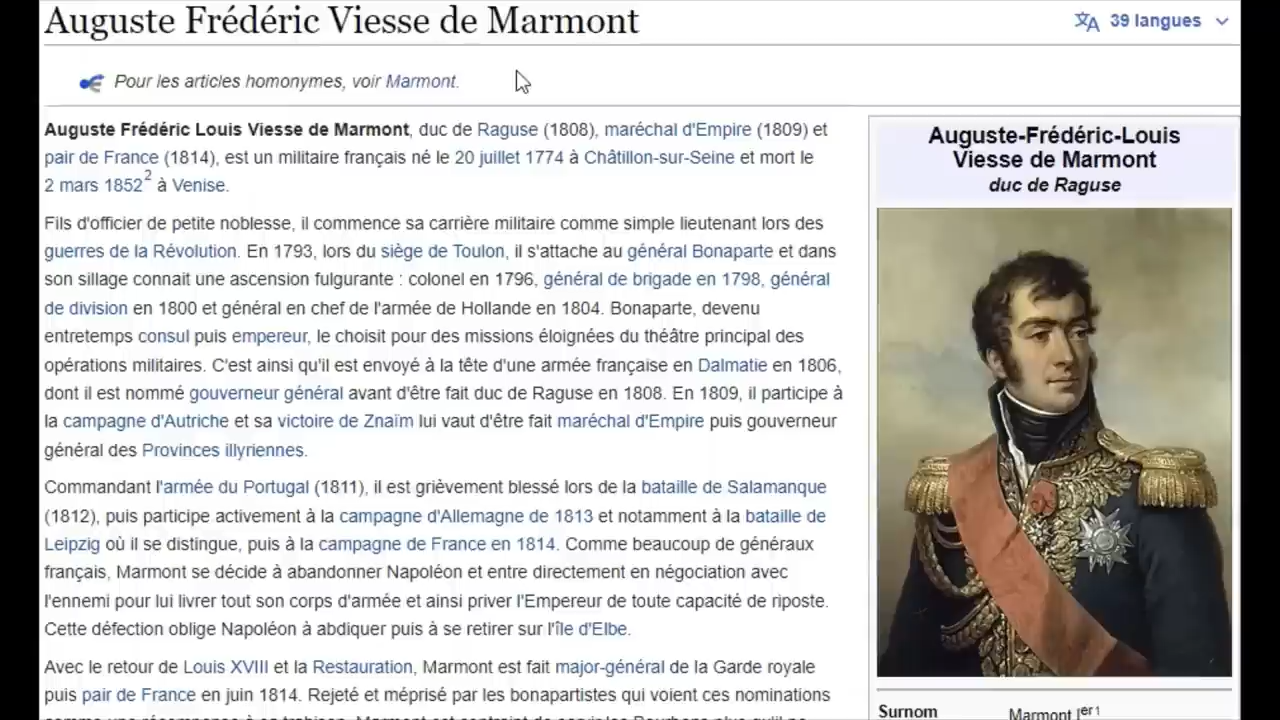 Auguste Frédéric Viesse de Marmont
39 langues
Pour les articles homonymes, voir Marmont.
Auguste Frédéric Louis Viesse de Marmont, duc de Raguse (1808), maréchal d'Empire (1809) et
pair de France (1814), est un militaire français né le 20 juillet 1774 à Châtillon-sur-Seine et mort le
2 mars 1852² à Venise.
Fils d'officier de petite noblesse, il commence sa carrière militaire comme simple lieutenant lors des
guerres de la Révolution. En 1793, lors du siège de Toulon, il s'attache au général Bonaparte et dans
son sillage connait une ascension fulgurante : colonel en 1796, général de brigade en 1798, général
de division en 1800 et général en chef de l'armée de Hollande en 1804. Bonaparte, devenu
entretemps consul puis empereur, le choisit pour des missions éloignées du théâtre principal des
opérations militaires. C'est ainsi qu'il est envoyé à la tête d'une armée française en Dalmatie en 1806,
dont il est nommé gouverneur général avant d'être fait duc de Raguse en 1808. En 1809, il participe à
la campagne d'Autriche et sa victoire de Znaïm lui vaut d'être fait maréchal d'Empire puis gouverneur
général des Provinces illyriennes.
Commandant l'armée du Portugal (1811), il est grièvement blessé lors de la bataille de Salamanque
(1812), puis participe activement à la campagne d'Allemagne de 1813 et notamment à la bataille de
Leipzig où il se distingue, puis à la campagne de France en 1814. Comme beaucoup de généraux
français, Marmont se décide à abandonner Napoléon et entre directement en négociation avec
l'ennemi pour lui livrer tout son corps d'armée et ainsi priver l'Empereur de toute capacité de riposte.
Cette défection oblige Napoléon à abdiquer puis à se retirer sur l'île d'Elbe.
Avec le retour de Louis XVIII et la Restauration, Marmont est fait major-général de la Garde royale
puis pair de France en juin 1814. Rejeté et méprisé par les bonapartistes qui voient ces nominations
Auguste-Frédéric-Louis
Viesse de Marmont
duc de Raguse
Surnom Marmont Iᵉʳ ¹